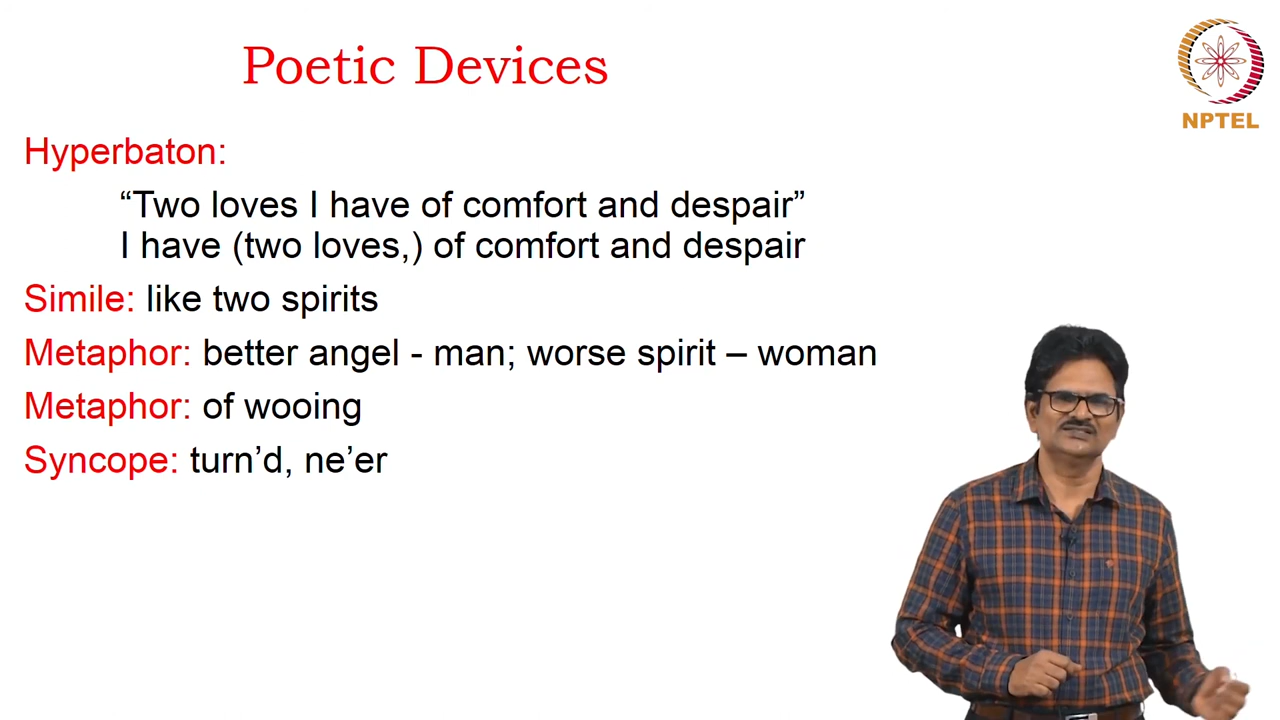 Poetic Devices
NPTEL
Hyperbaton:
“Two loves I have of comfort and despair”
I have (two loves,) of comfort and despair
Simile: like two spirits
Metaphor: better angel - man; worse spirit – woman
Metaphor: of wooing
Syncope: turn’d, ne’er